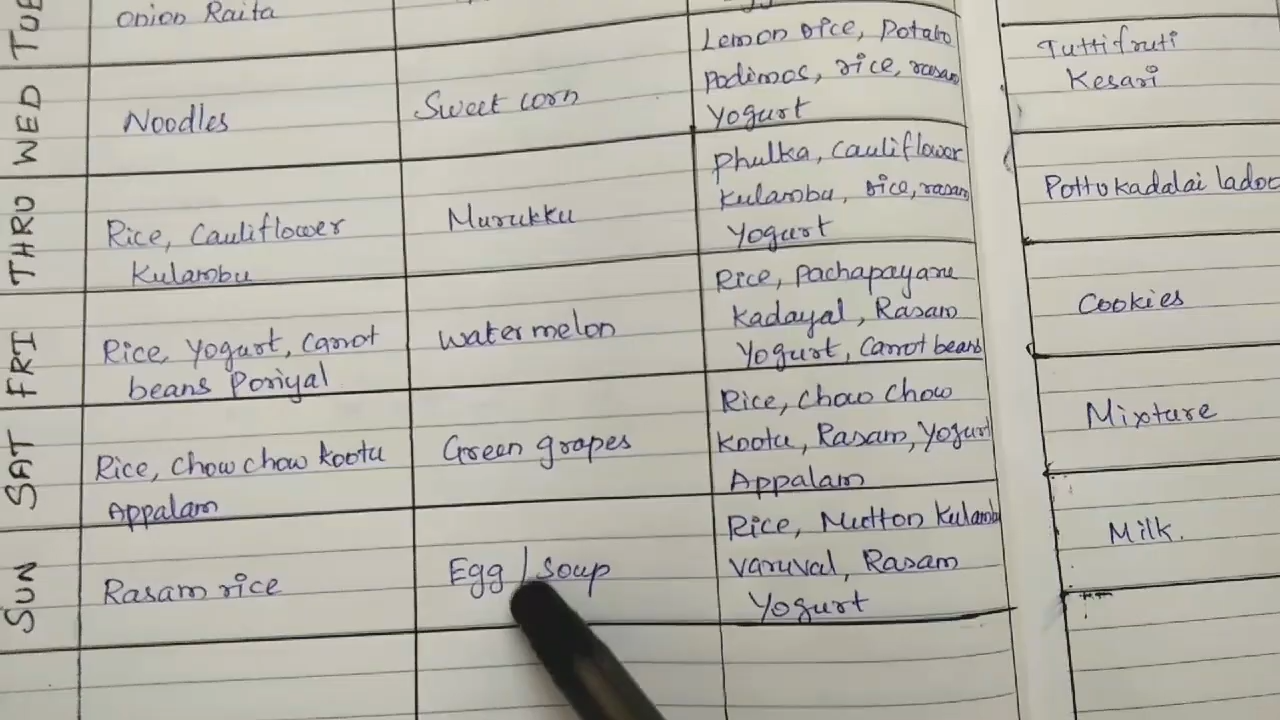 TUE
Onion Raita
WED
Noodles
Sweet corn
Lemon rice, Potato
Podimas, rice, rasam
Yogurt
Tuttifruti
Kesari
THRU
Rice, Cauliflower
Kulambu
Murukku
Phulka, Cauliflower
Kulambu, rice, rasam
Yogurt
Pottukadalai ladoo
FRI
Rice, Yogurt, Carrot
beans Poriyal
Watermelon
Rice, Pachapayaru
Kadayal, Rasam
Yogurt, Carrot beans
Cookies
SAT
Rice, Chow chow kootu
Appalam
Green grapes
Rice, Chow Chow
Kootu, Rasam, Yogurt
Appalam
Mixture
SUN
Rasam rice
Egg / Soup
Rice, Mutton Kulambu
Varuval, Rasam
Yogurt
Milk.